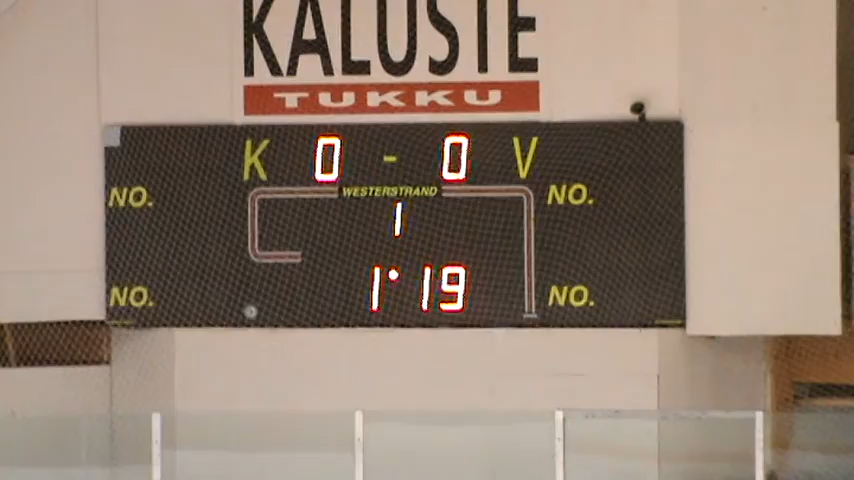 KALUSTE
TUKKU
K 0 - 0 V
WESTERSTRAND
NO. NO.
1
1 19
NO. NO.